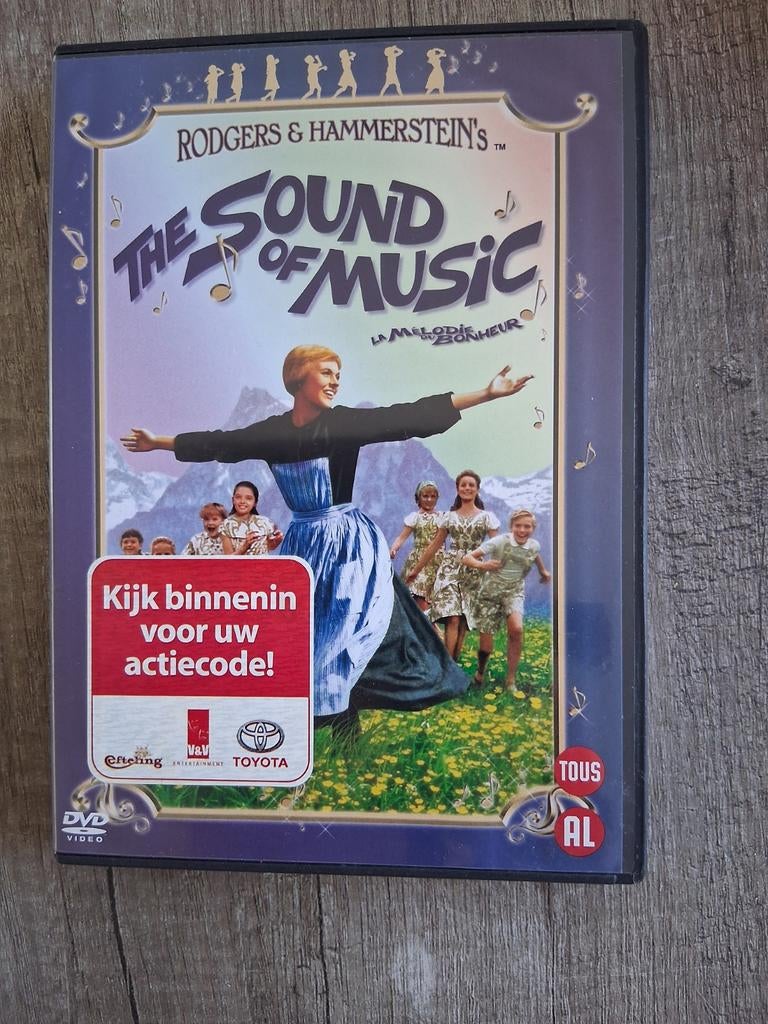 RODGERS & HAMMERSTEIN's ™
THE SOUND
OF MUSIC
LA MÉLODIE
DU BONHEUR
Kijk binnenin
voor uw
actiecode!
Efteling
V&V
ENTERTAINMENT
TOYOTA
TOUS
AL
DVD
VIDEO